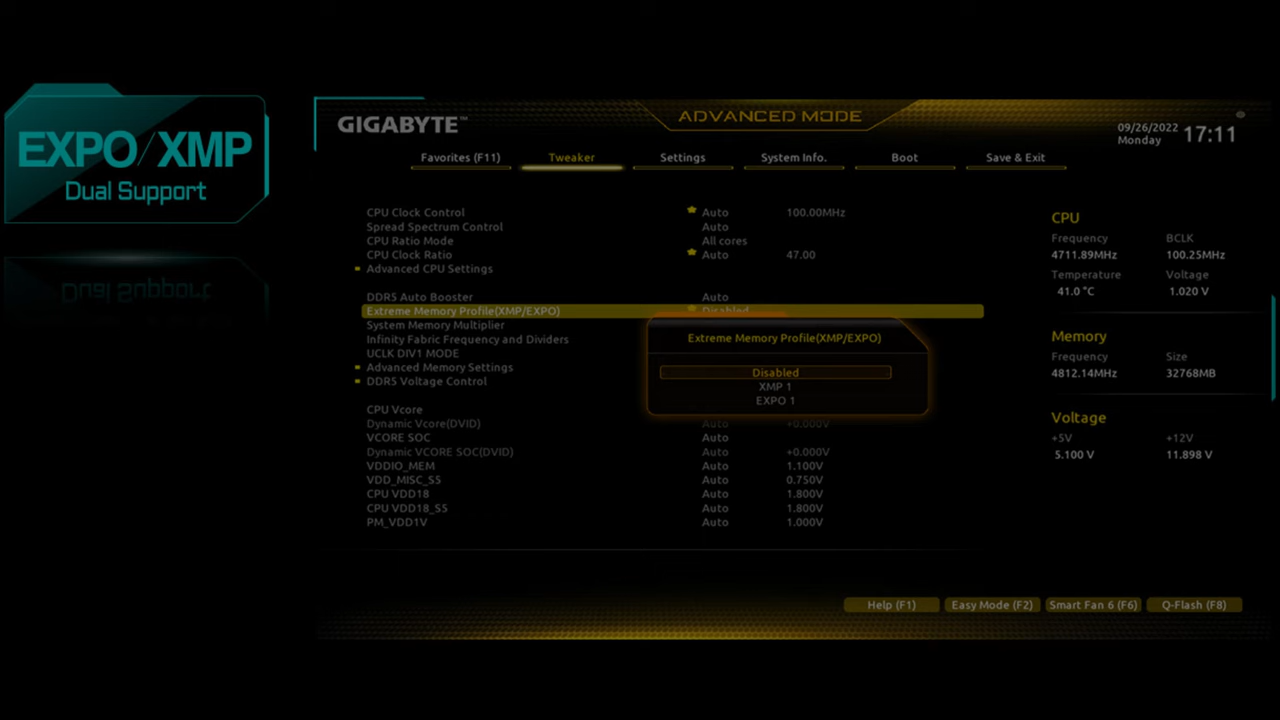 EXPO/XMP
Dual Support
GIGABYTE™
ADVANCED MODE
09/26/2022
Monday
17:11
Favorites (F11) Tweaker Settings System Info. Boot Save & Exit
CPU Clock Control Auto 100.00MHz
Spread Spectrum Control Auto
CPU Ratio Mode All cores
CPU Clock Ratio Auto 47.00
Advanced CPU Settings
DDR5 Auto Booster Auto
Extreme Memory Profile(XMP/EXPO) Disabled
System Memory Multiplier
Infinity Fabric Frequency and Dividers
UCLK DIV1 MODE
Advanced Memory Settings
DDR5 Voltage Control
Extreme Memory Profile(XMP/EXPO)
Disabled
XMP 1
EXPO 1
CPU Vcore
Dynamic Vcore(DVID) Auto +0.000V
VCORE SOC Auto
Dynamic VCORE SOC(DVID) Auto +0.000V
VDDIO_MEM Auto 1.100V
VDD_MISC_S5 Auto 0.750V
CPU VDD18 Auto 1.800V
CPU VDD18_S5 Auto 1.800V
PM_VDD1V Auto 1.000V
CPU
Frequency BCLK
4711.89MHz 100.25MHz
Temperature Voltage
41.0 °C 1.020 V
Memory
Frequency Size
4812.14MHz 32768MB
Voltage
+5V +12V
5.100 V 11.898 V
Help (F1) Easy Mode (F2) Smart Fan 6 (F6) Q-Flash (F8)